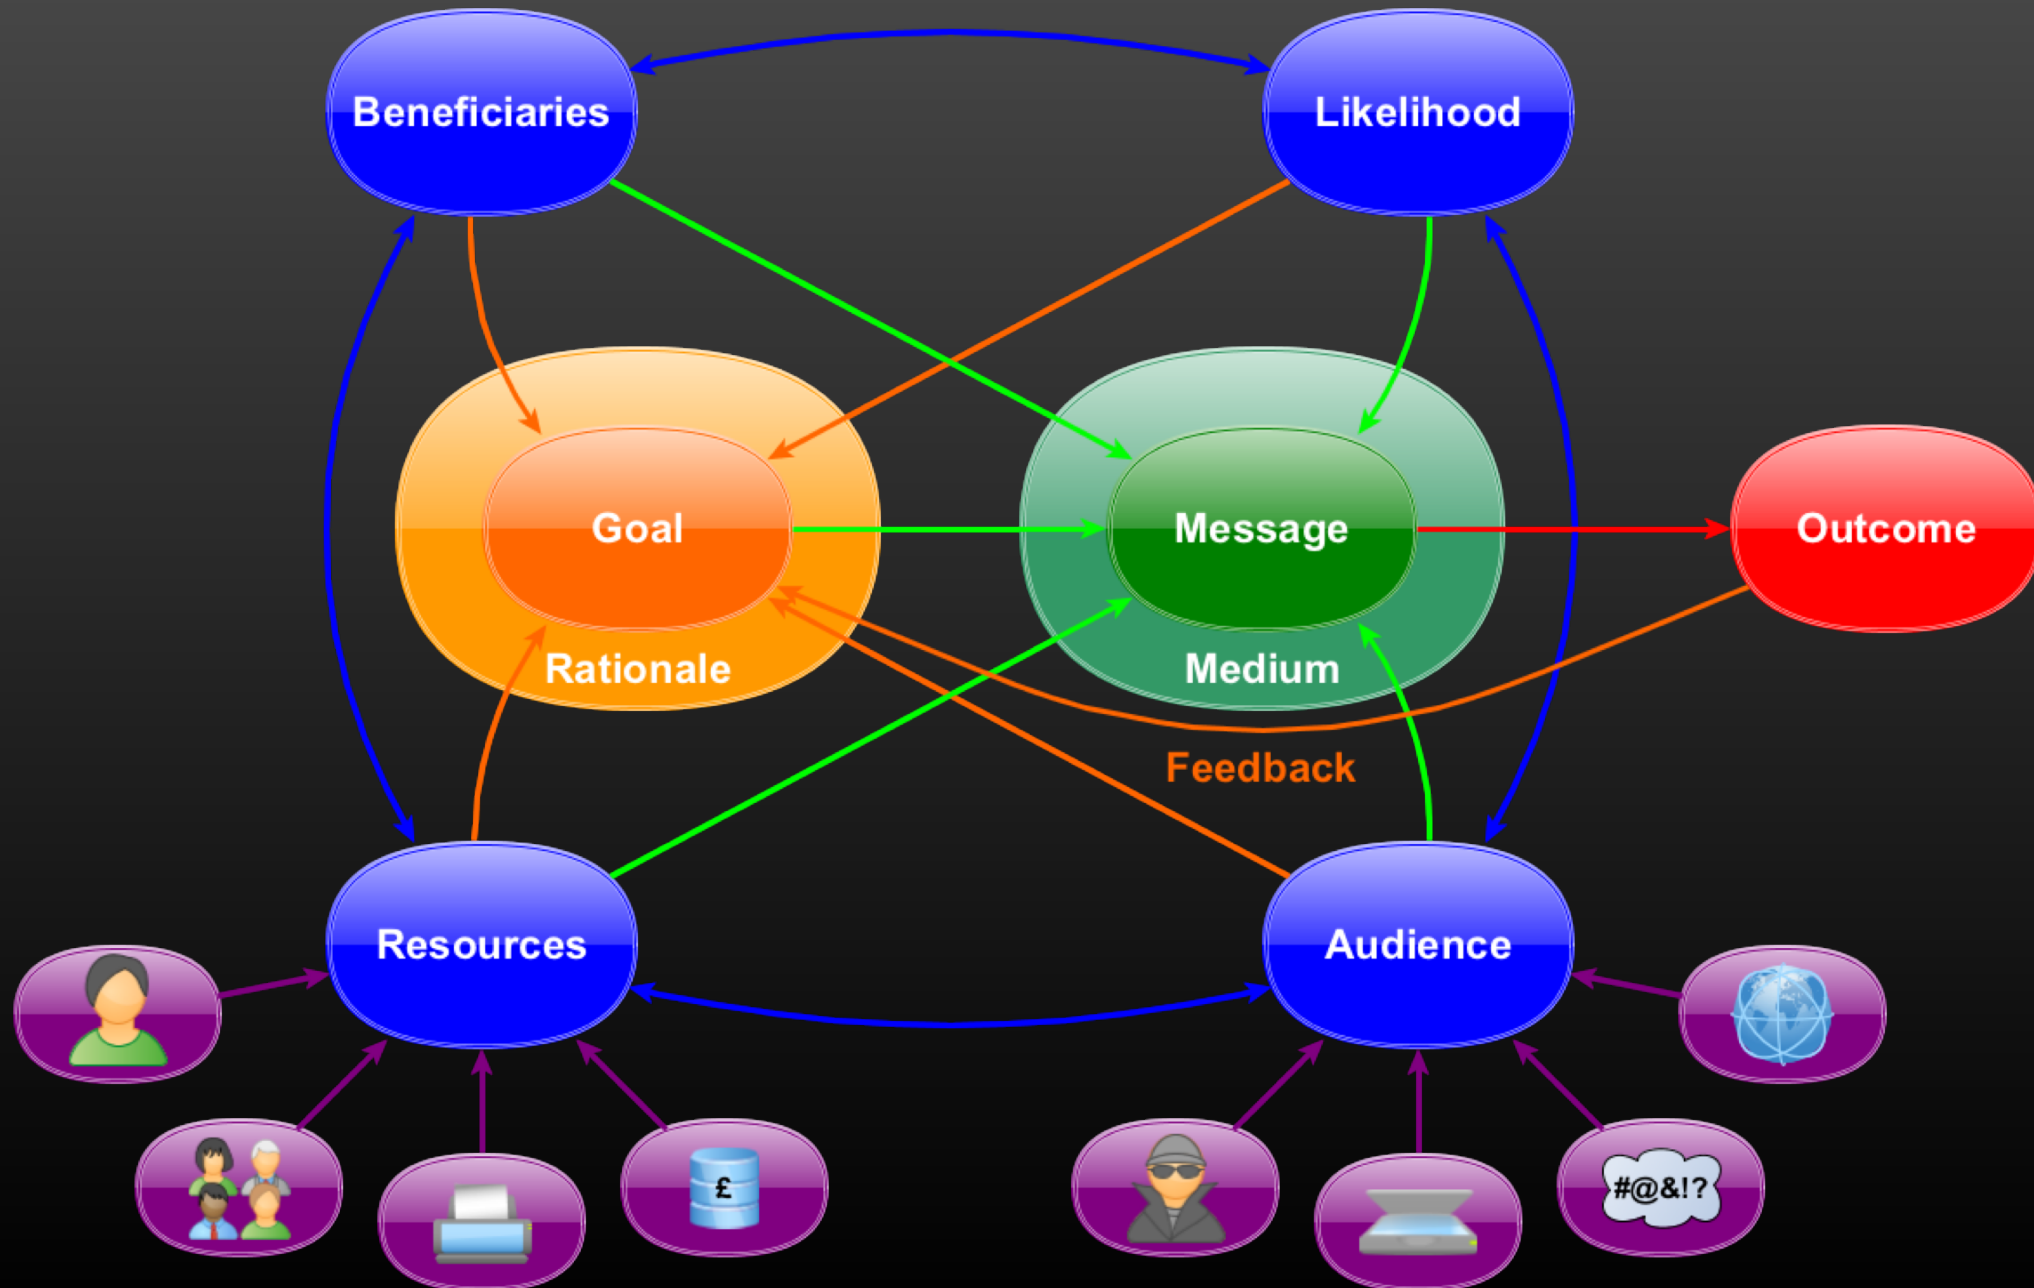 Beneficiaries
Likelihood
Goal
Message
Outcome
Rationale
Medium
Feedback
Resources
Audience
£
#@&!?